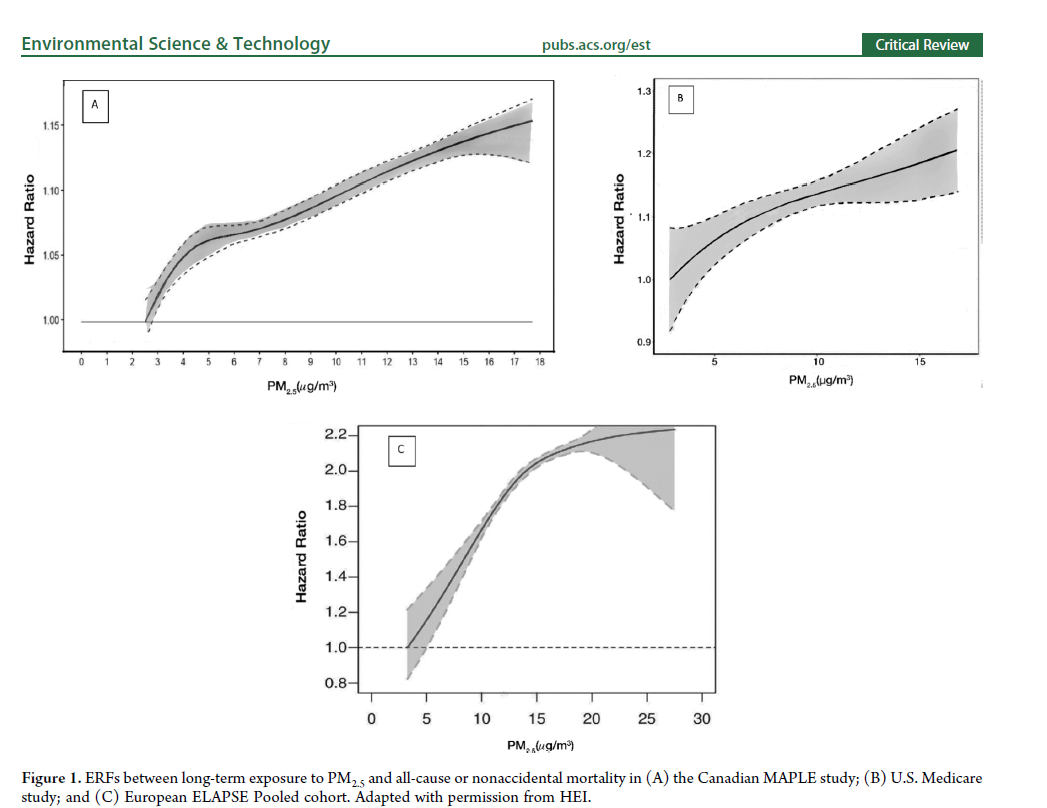 Environmental Science & Technology pubs.acs.org/est Critical Review
A
1.15
1.10
1.05
1.00
Hazard Ratio
0 1 2 3 4 5 6 7 8 9 10 11 12 13 14 15 16 17 18
PM2.5(µg/m³)
B
1.3
1.2
1.1
1.0
0.9
Hazard Ratio
5 10 15
PM2.5(µg/m³)
C
2.2
2.0
1.8
1.6
1.4
1.2
1.0
0.8
Hazard Ratio
0 5 10 15 20 25 30
PM2.5(µg/m³)
Figure 1. ERFs between long-term exposure to PM2.5 and all-cause or nonaccidental mortality in (A) the Canadian MAPLE study; (B) U.S. Medicare
study; and (C) European ELAPSE Pooled cohort. Adapted with permission from HEI.